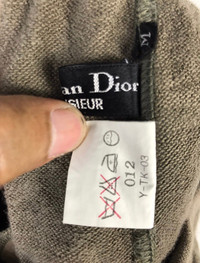 M
an Dior
SIEUR
012
Y-TK-03